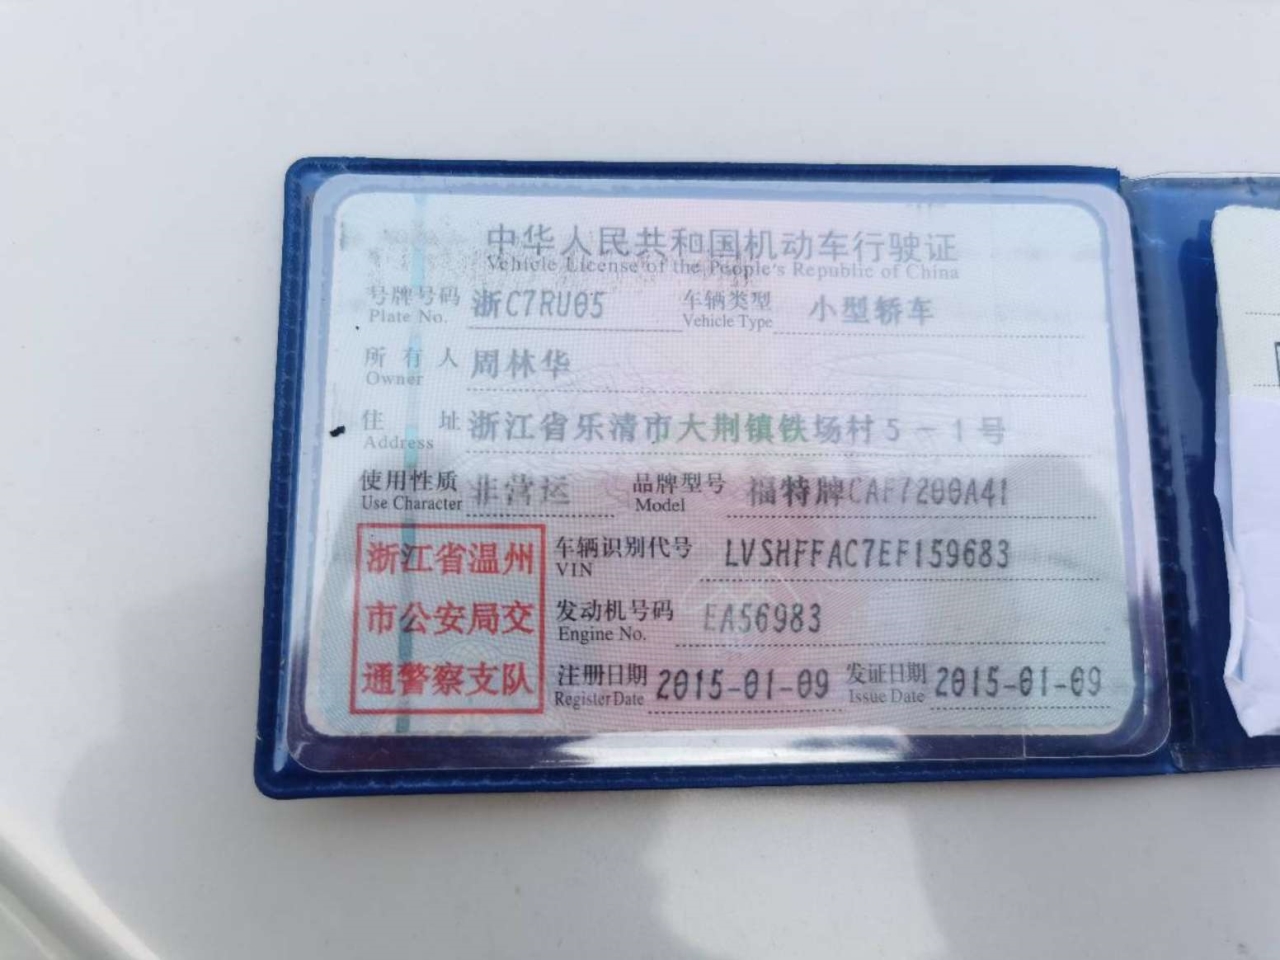 中华人民共和国机动车行驶证
Vehicle License of the People's Republic of China
号牌号码 浙C7RU05 车辆类型 小型轿车
Plate No. Vehicle Type
所有人 周林华
Owner
住址 浙江省乐清市大荆镇铁场村5-1号
Address
使用性质 非营运 品牌型号 福特牌CAF7200A41
Use Character Model
浙江省温州
市公安局交
通警察支队
车辆识别代号 LVSHFFAC7EF159683
VIN
发动机号码 EA56983
Engine No.
注册日期 2015-01-09 发证日期 2015-01-09
Register Date Issue Date